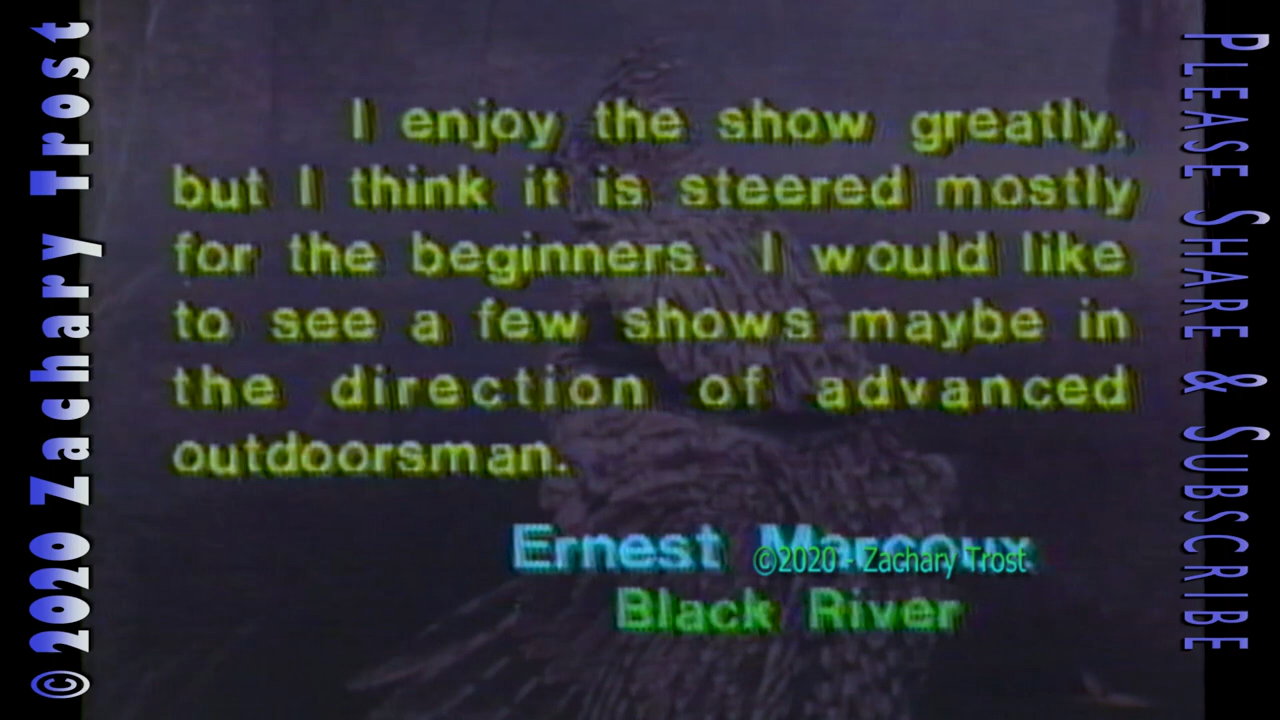 I enjoy the show greatly,
but I think it is steered mostly
for the beginners. I would like
to see a few shows maybe in
the direction of advanced
outdoorsman.
Ernest Marcoux
©2020 - Zachary Trost
Black River
©2020 Zachary Trost
PLEASE SHARE & SUBSCRIBE